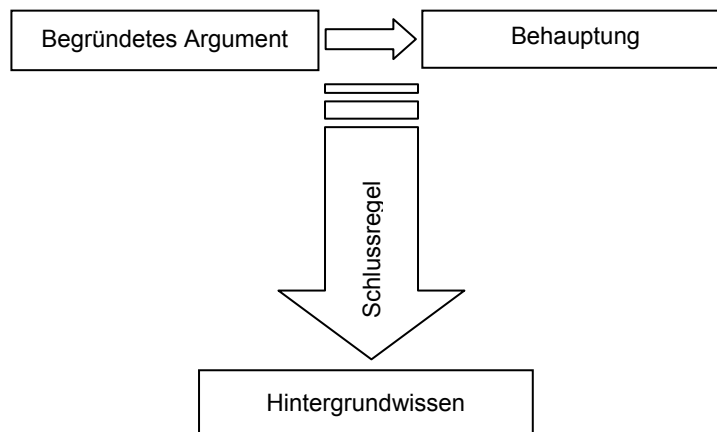 Begründetes Argument
Behauptung
Schlussregel
Hintergrundwissen